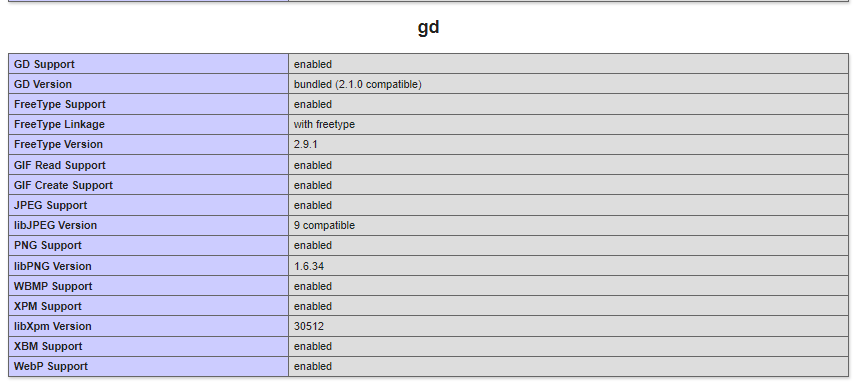 gd
GD Support enabled
GD Version bundled (2.1.0 compatible)
FreeType Support enabled
FreeType Linkage with freetype
FreeType Version 2.9.1
GIF Read Support enabled
GIF Create Support enabled
JPEG Support enabled
libJPEG Version 9 compatible
PNG Support enabled
libPNG Version 1.6.34
WBMP Support enabled
XPM Support enabled
libXpm Version 30512
XBM Support enabled
WebP Support enabled